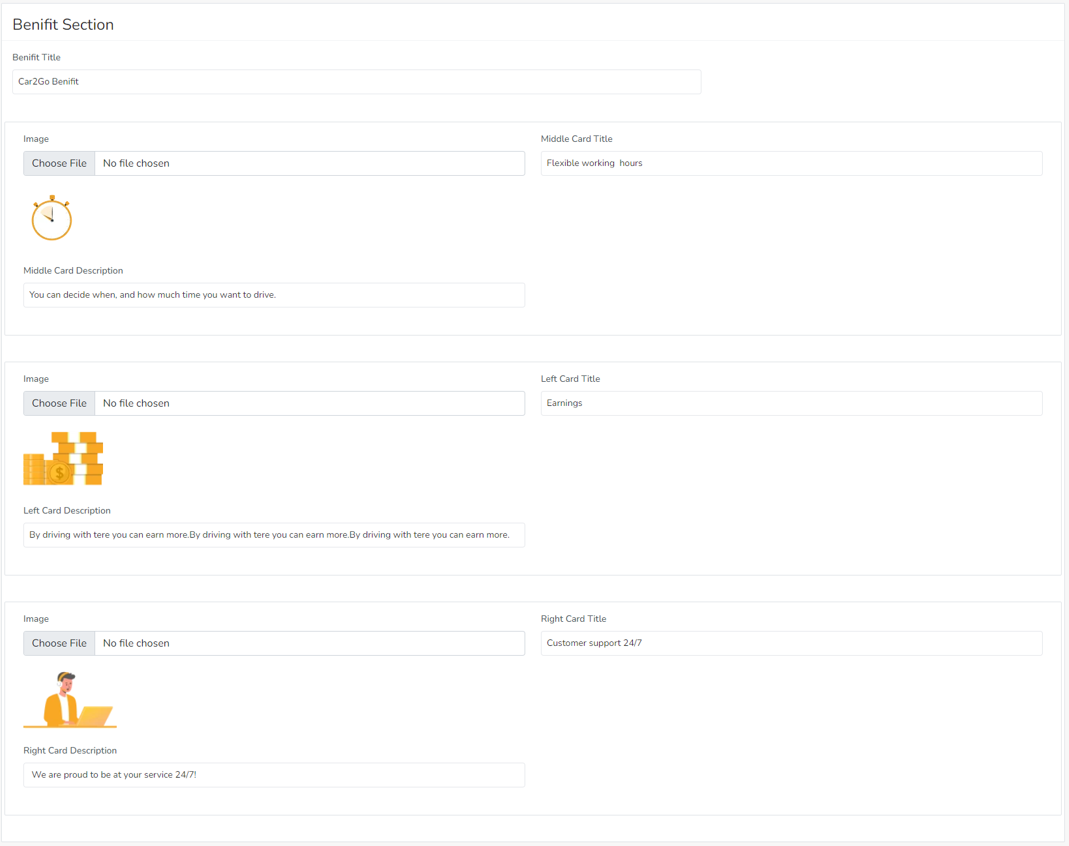 Benifit Section
Benifit Title
Car2Go Benifit
Image
Middle Card Title
Choose File No file chosen
Flexible working  hours
Middle Card Description
You can decide when, and how much time you want to drive.
Image
Left Card Title
Choose File No file chosen
Earnings
$
Left Card Description
By driving with tere you can earn more.By driving with tere you can earn more.By driving with tere you can earn more.
Image
Right Card Title
Choose File No file chosen
Customer support 24/7
Right Card Description
We are proud to be at your service 24/7!